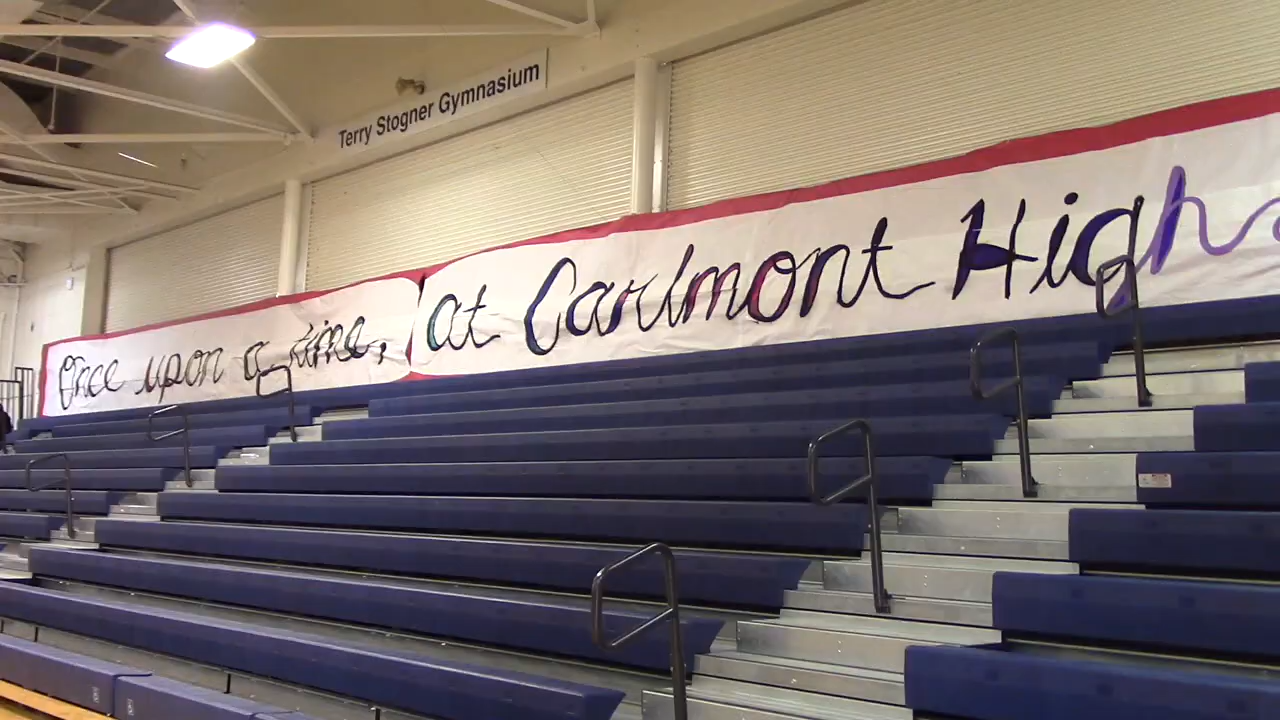 Terry Stogner Gymnasium
Once upon a time, at Carlmont High